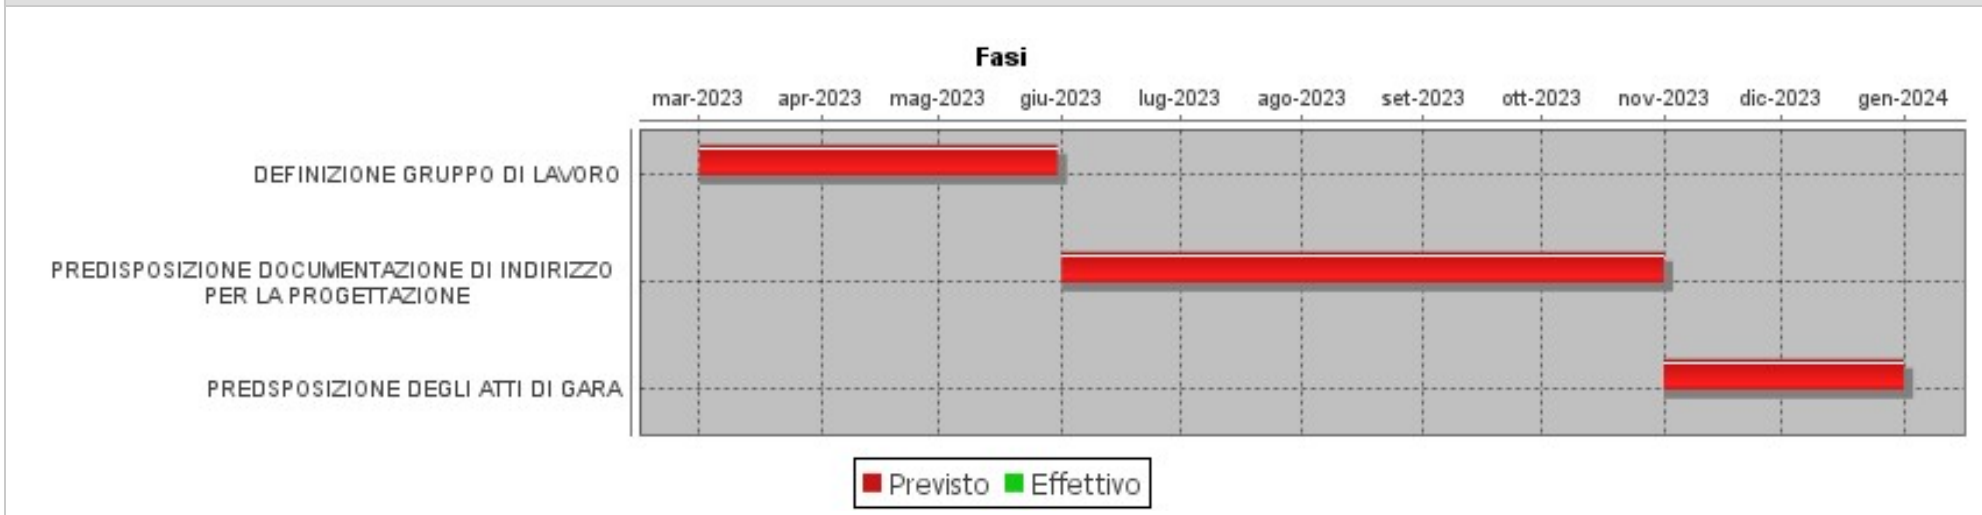 Fasi
mar-2023 apr-2023 mag-2023 giu-2023 lug-2023 ago-2023 set-2023 ott-2023 nov-2023 dic-2023 gen-2024
DEFINIZIONE GRUPPO DI LAVORO
PREDISPOSIZIONE DOCUMENTAZIONE DI INDIRIZZO
PER LA PROGETTAZIONE
PREDSPOSIZIONE DEGLI ATTI DI GARA
Previsto Effettivo